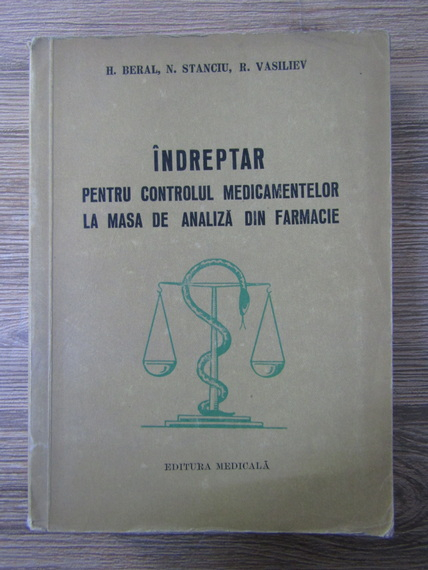 H. BERAL, N. STANCIU, R. VASILIEV
ÎNDREPTAR
PENTRU CONTROLUL MEDICAMENTELOR
LA MASA DE ANALIZĂ DIN FARMACIE
EDITURA MEDICALĂ